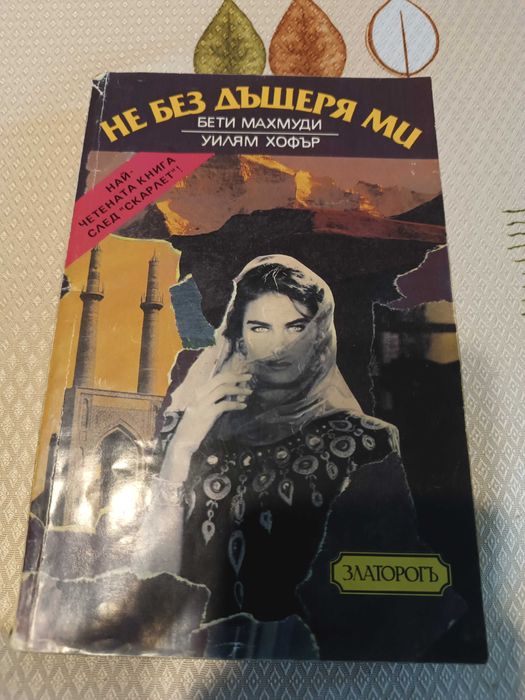 НЕ БЕЗ ДЪЩЕРЯ МИ
БЕТИ МАХМУДИ
УИЛЯМ ХОФЪР
НАЙ-
ЧЕТЕНАТА КНИГА
СЛЕД "СКАРЛЕТ"!
ЗЛАТОРОГЪ